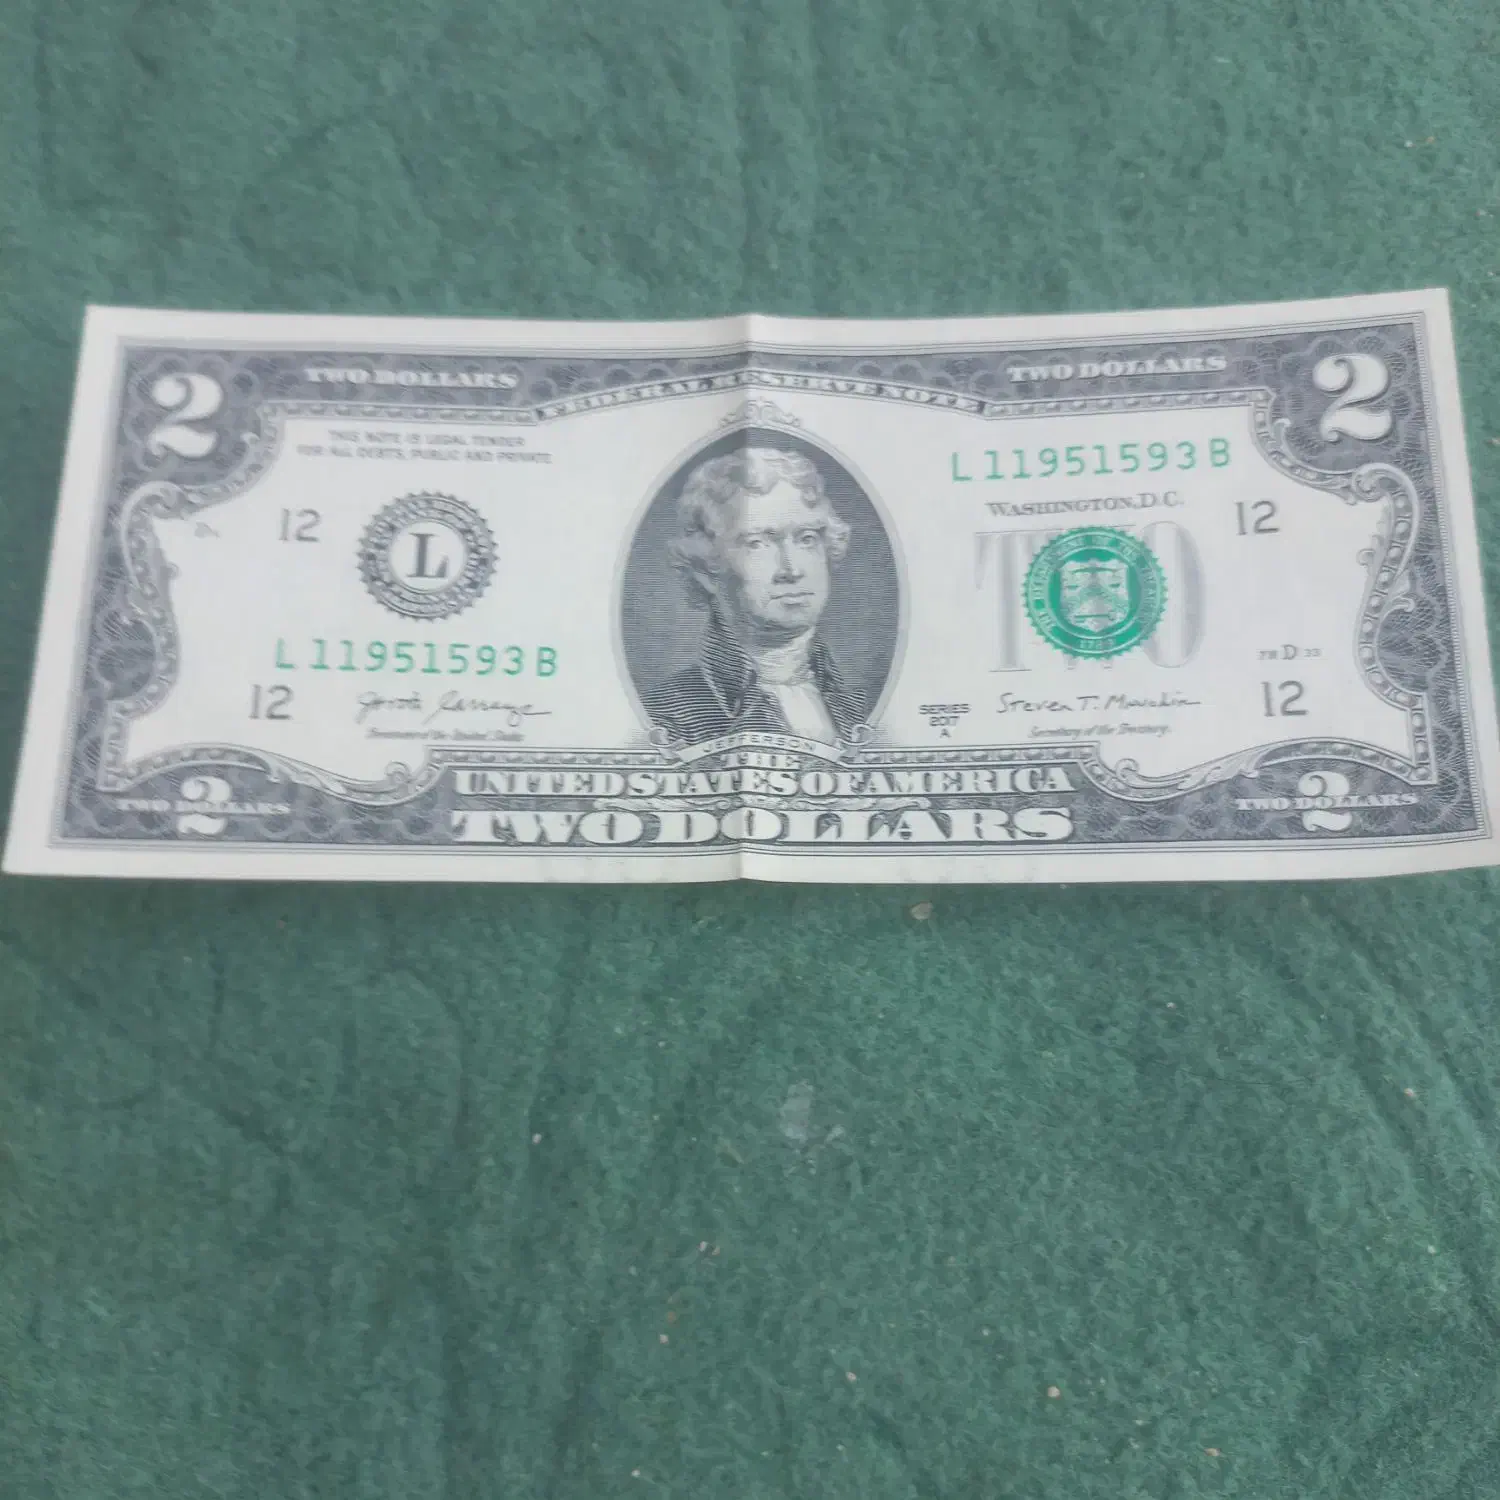 2 TWO DOLLARS FEDERAL RESERVE NOTE TWO DOLLARS 2
THIS NOTE IS LEGAL TENDER
FOR ALL DEBTS, PUBLIC AND PRIVATE
L 11951593 B
WASHINGTON, D.C.
12 L TWO 12
L 11951593 B
D 33
12 12
SERIES
2017
A
Steven T. Mnuchin
Secretary of the Treasury.
JEFFERSON
THE
UNITED STATES OF AMERICA
2 TWO DOLLARS TWO DOLLARS 2 TWO DOLLARS